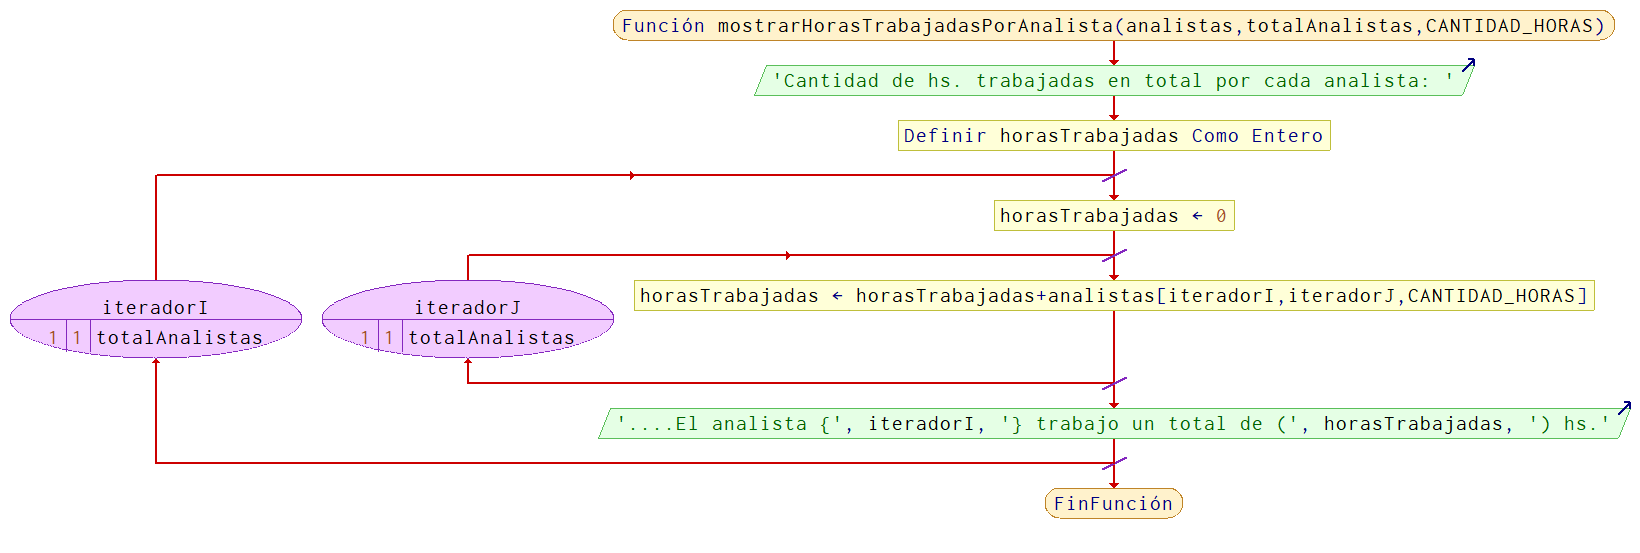 Función mostrarHorasTrabajadasPorAnalista(analistas,totalAnalistas,CANTIDAD_HORAS)
'Cantidad de hs. trabajadas en total por cada analista: '
Definir horasTrabajadas Como Entero
horasTrabajadas ← 0
iteradorI
1 1 totalAnalistas
iteradorJ
1 1 totalAnalistas
horasTrabajadas ← horasTrabajadas+analistas[iteradorI,iteradorJ,CANTIDAD_HORAS]
'....El analista {', iteradorI, '} trabajo un total de (', horasTrabajadas, ') hs.'
FinFunción